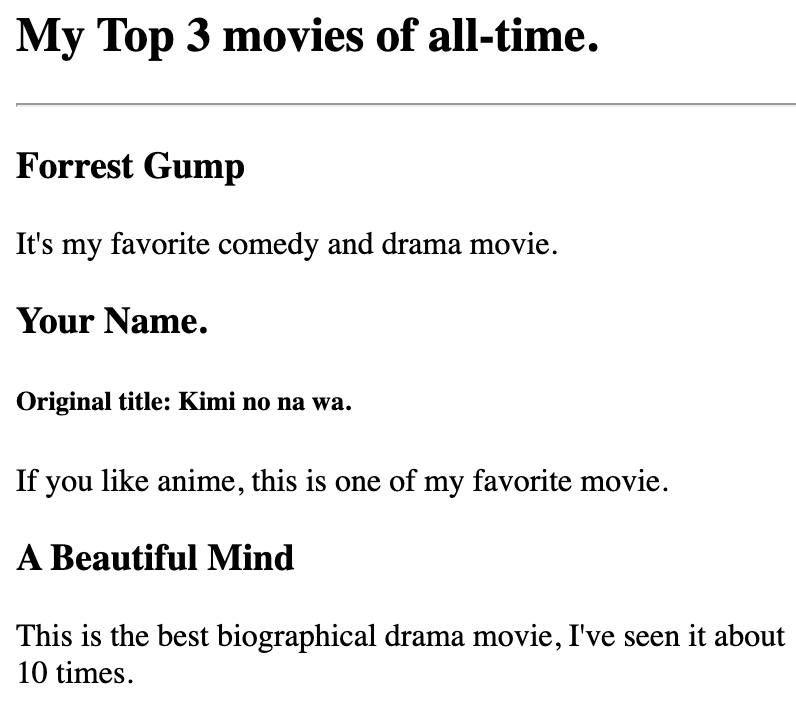 My Top 3 movies of all-time.
Forrest Gump
It's my favorite comedy and drama movie.
Your Name.
Original title: Kimi no na wa.
If you like anime, this is one of my favorite movie.
A Beautiful Mind
This is the best biographical drama movie, I've seen it about
10 times.